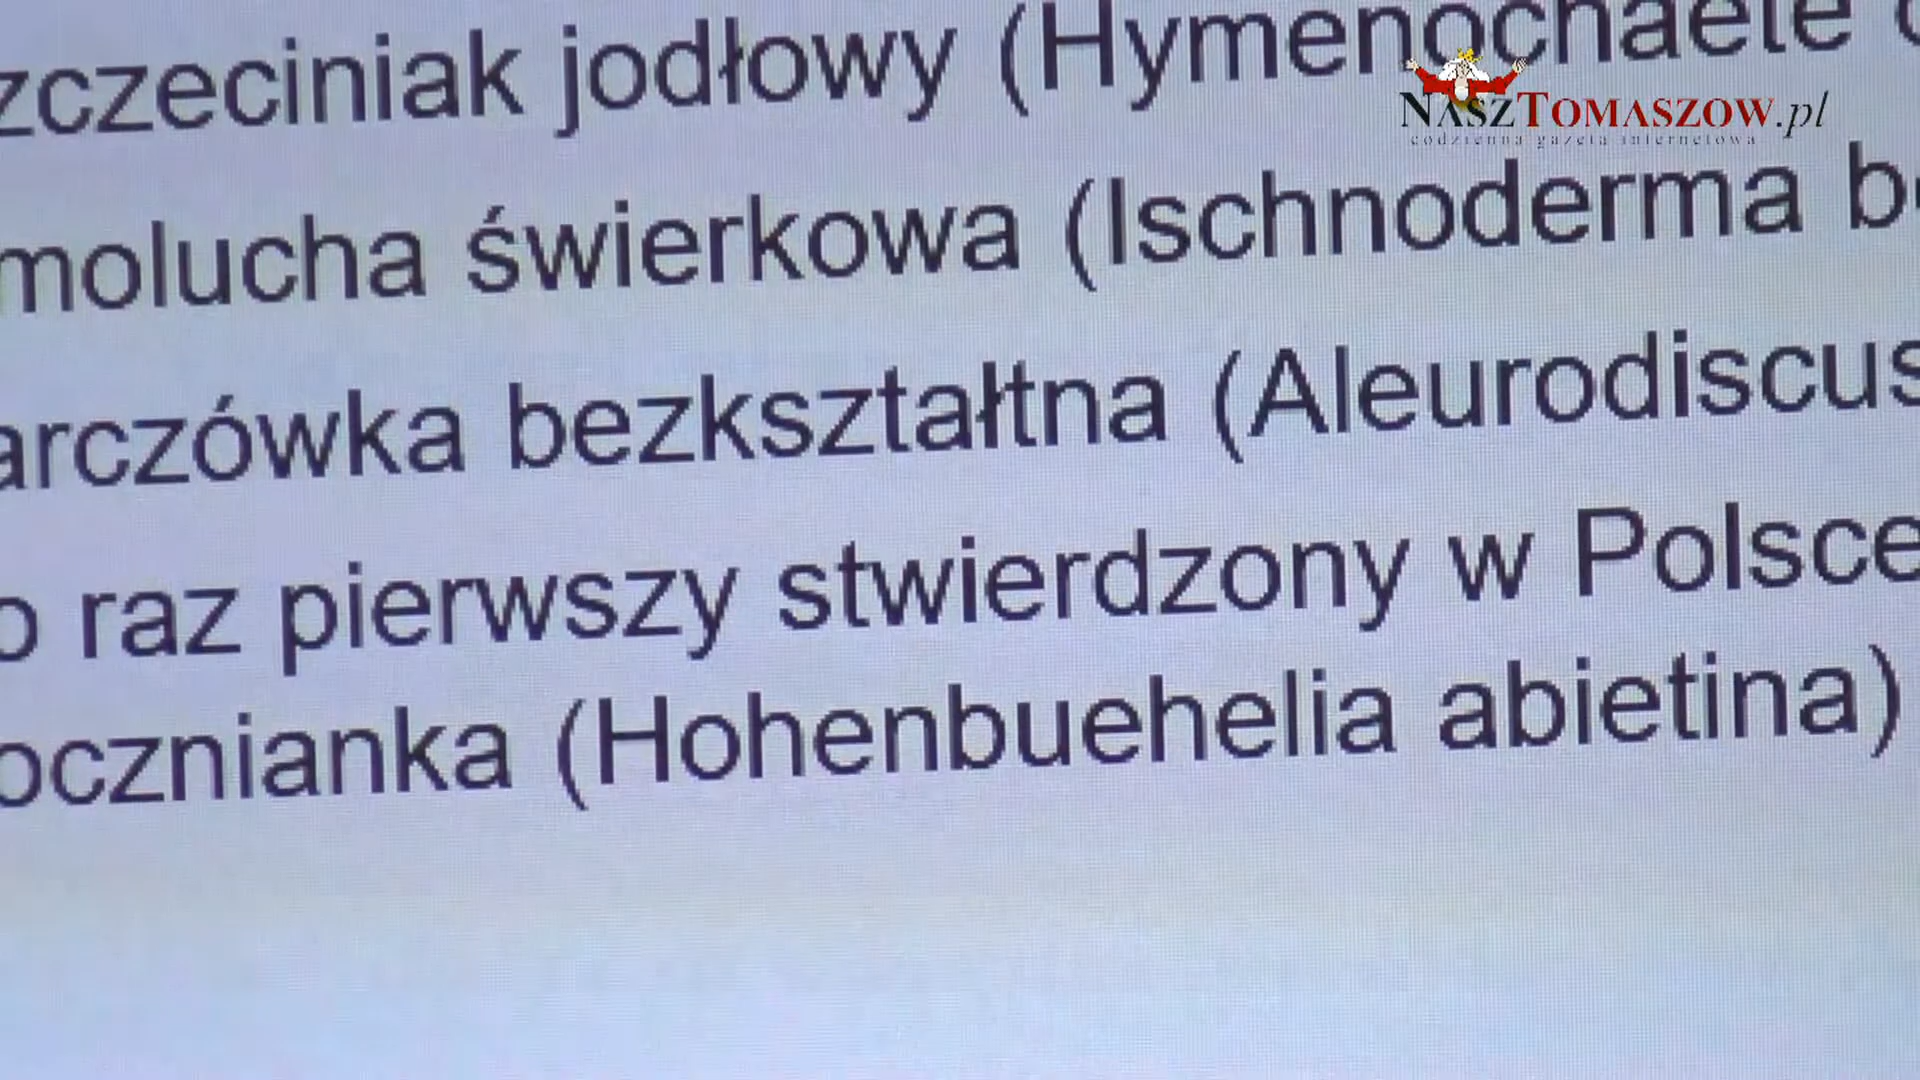 zczeciniak jodłowy (Hymenochaete
NASZTOMASZOW.pl
codzienna gazeta internetowa
molucha świerkowa (Ischnoderma b
arczówka bezkształtna (Aleurodiscus
o raz pierwszy stwierdzony w Polsce
ocznianka (Hohenbuehelia abietina)